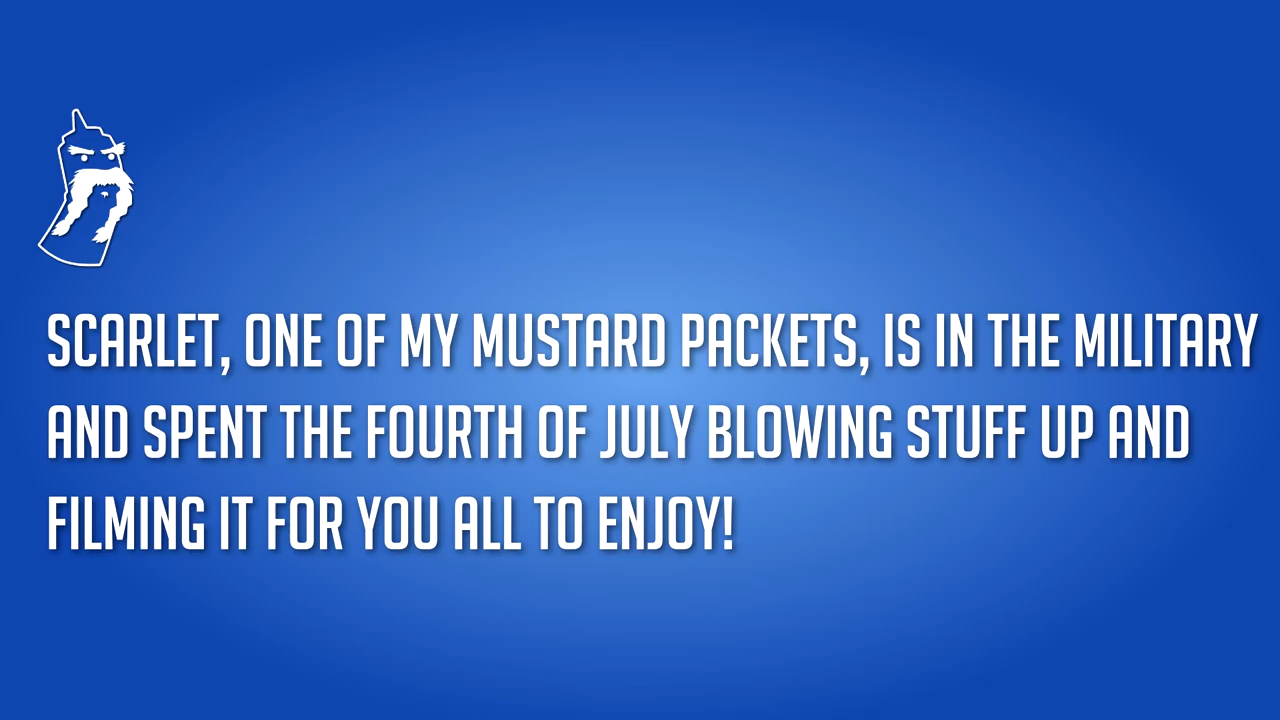 SCARLET, ONE OF MY MUSTARD PACKETS, IS IN THE MILITARY
AND SPENT THE FOURTH OF JULY BLOWING STUFF UP AND
FILMING IT FOR YOU ALL TO ENJOY!